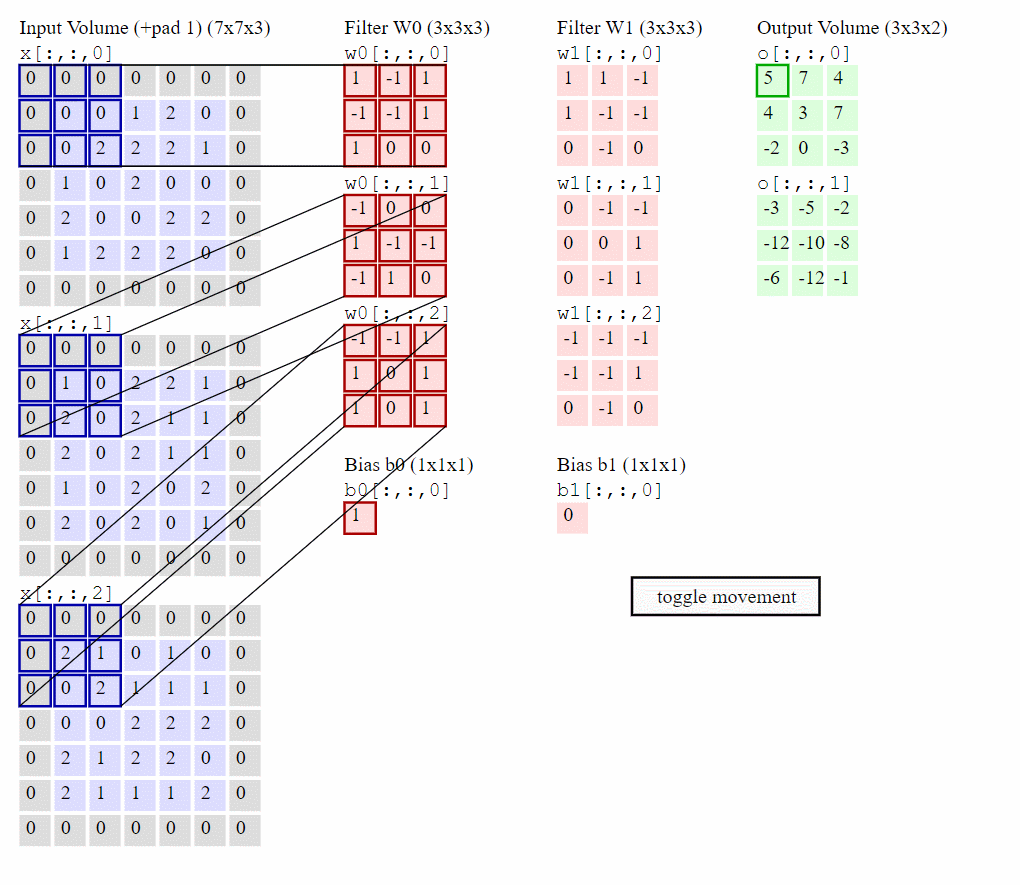 Input Volume (+pad 1) (7x7x3)
x[:,:,0]
0 0 0 0 0 0 0
0 0 0 1 2 0 0
0 0 2 2 2 1 0
0 1 0 2 0 0 0
0 2 0 0 2 2 0
0 1 2 2 2 0 0
0 0 0 0 0 0 0
x[:,:,1]
0 0 0 0 0 0 0
0 1 0 2 2 1 0
0 2 0 2 1 1 0
0 2 0 2 1 1 0
0 1 0 2 0 2 0
0 2 0 2 0 1 0
0 0 0 0 0 0 0
x[:,:,2]
0 0 0 0 0 0 0
0 2 1 0 1 0 0
0 0 2 1 1 1 0
0 0 0 2 2 2 0
0 2 1 2 2 0 0
0 2 1 1 1 2 0
0 0 0 0 0 0 0
Filter W0 (3x3x3)
w0[:,:,0]
1 -1 1
-1 -1 1
1 0 0
w0[:,:,1]
-1 0 0
1 -1 -1
-1 1 0
w0[:,:,2]
-1 -1 1
1 0 1
1 0 1
Bias b0 (1x1x1)
b0[:,:,0]
1
Filter W1 (3x3x3)
w1[:,:,0]
1 1 -1
1 -1 -1
0 -1 0
w1[:,:,1]
0 -1 -1
0 0 1
0 -1 1
w1[:,:,2]
-1 -1 -1
-1 -1 1
0 -1 0
Bias b1 (1x1x1)
b1[:,:,0]
0
Output Volume (3x3x2)
o[:,:,0]
5 7 4
4 3 7
-2 0 -3
o[:,:,1]
-3 -5 -2
-12 -10 -8
-6 -12 -1
toggle movement